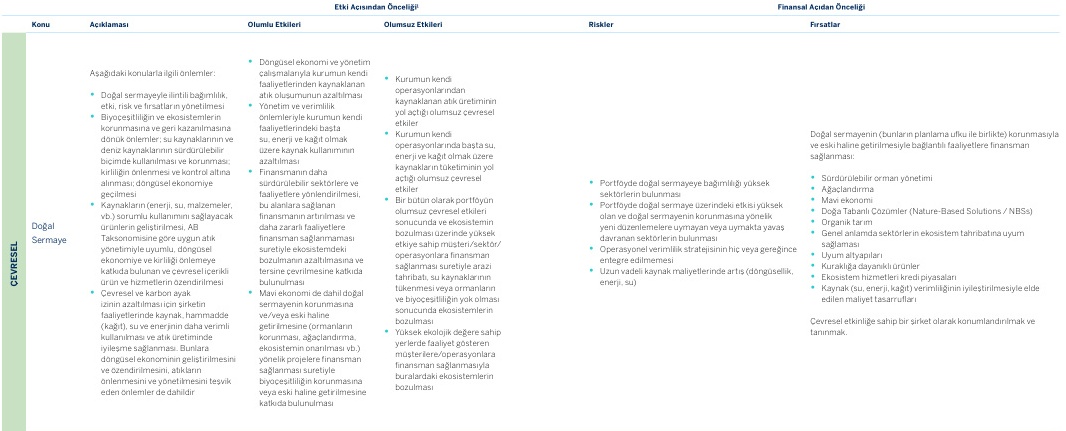 Etki Açısından Önceliği¹
Finansal Açıdan Önceliği
Konu
Açıklaması
Olumlu Etkileri
Olumsuz Etkileri
Riskler
Fırsatlar
ÇEVRESEL
Doğal
Sermaye
Aşağıdaki konularla ilgili önlemler:
• Doğal sermayeyle ilintili bağımlılık,
etki, risk ve fırsatların yönetilmesi
• Biyoçeşitliliğin ve ekosistemlerin
korunmasına ve geri kazanılmasına
dönük önlemler; su kaynaklarının ve
deniz kaynaklarının sürdürülebilir
biçimde kullanılması ve korunması;
kirliliğin önlenmesi ve kontrol altına
alınması; döngüsel ekonomiye
geçilmesi
• Kaynakların (enerji, su, malzemeler,
vb.) sorumlu kullanımını sağlayacak
ürünlerin geliştirilmesi, AB
Taksonomisine göre uygun atık
yönetimiyle uyumlu, döngüsel
ekonomiye ve kirliliği önlemeye
katkıda bulunan ve çevresel içerikli
ürün ve hizmetlerin özendirilmesi
• Çevresel ve karbon ayak
izinin azaltılması için şirketin
faaliyetlerinde kaynak, hammadde
(kağıt), su ve enerjinin daha verimli
kullanılması ve atık üretiminde
iyileşme sağlanması. Bunlara
döngüsel ekonominin geliştirilmesini
ve özendirilmesini, atıkların
önlenmesini ve yönetilmesini teşvik
eden önlemler de dahildir
• Döngüsel ekonomi ve yönetim
çalışmalarıyla kurumun kendi
faaliyetlerinden kaynaklanan
atık oluşumunun azaltılması
• Yönetim ve verimlilik
önlemleriyle kurumun kendi
faaliyetlerindeki başta
su, enerji ve kağıt olmak
üzere kaynak kullanımının
azaltılması
• Finansmanın daha
sürdürülebilir sektörlere ve
faaliyetlere yönlendirilmesi,
bu alanlara sağlanan
finansmanın artırılması ve
daha zararlı faaliyetlere
finansman sağlanmaması
suretiyle ekosistemdeki
bozulmanın azaltılmasına ve
tersine çevrilmesine katkıda
bulunulması
• Mavi ekonomi de dahil doğal
sermayenin korunmasına
ve/veya eski haline
getirilmesine (ormanların
korunması, ağaçlandırma,
ekosistemin onarılması vb.)
yönelik projelere finansman
sağlanması suretiyle
biyoçeşitliliğin korunmasına
veya eski haline getirilmesine
katkıda bulunulması
• Kurumun kendi
operasyonlarından
kaynaklanan atık üretiminin
yol açtığı olumsuz çevresel
etkiler
• Kurumun kendi
operasyonlarında başta su,
enerji ve kağıt olmak üzere
kaynakların tüketiminin yol
açtığı olumsuz çevresel
etkiler
• Bir bütün olarak portföyün
olumsuz çevresel etkileri
sonucunda ve ekosistemin
bozulması üzerinde yüksek
etkiye sahip müşteri/sektör/
operasyonlara finansman
sağlanması suretiyle arazi
tahribatı, su kaynaklarının
tükenmesi veya ormanların
ve biyoçeşitliliğin yok olması
sonucunda ekosistemlerin
bozulması
• Yüksek ekolojik değere sahip
yerlerde faaliyet gösteren
müşterilere/operasyonlara
finansman sağlanmasıyla
buralardaki ekosistemlerin
bozulması
• Portföyde doğal sermayeye bağımlılığı yüksek
sektörlerin bulunması
• Portföyde doğal sermaye üzerindeki etkisi yüksek
olan ve doğal sermayenin korunmasına yönelik
yeni düzenlemelere uymayan veya uymakta yavaş
davranan sektörlerin bulunması
• Operasyonel verimlilik stratejisinin hiç veya gereğince
entegre edilmemesi
• Uzun vadeli kaynak maliyetlerinde artış (döngüsellik,
enerji, su)
Doğal sermayenin (bunların planlama ufku ile birlikte) korunmasıyla
ve eski haline getirilmesiyle bağlantılı faaliyetlere finansman
sağlanması:
• Sürdürülebilir orman yönetimi
• Ağaçlandırma
• Mavi ekonomi
• Doğa Tabanlı Çözümler (Nature-Based Solutions / NBSs)
• Organik tarım
• Genel anlamda sektörlerin ekosistem tahribatına uyum
sağlaması
• Uyum altyapıları
• Kuraklığa dayanıklı ürünler
• Ekosistem hizmetleri kredi piyasaları
• Kaynak (su, enerji, kağıt) verimliliğinin iyileştirilmesiyle elde
edilen maliyet tasarrufları
Çevresel etkinliğe sahip bir şirket olarak konumlandırılmak ve
tanınmak.